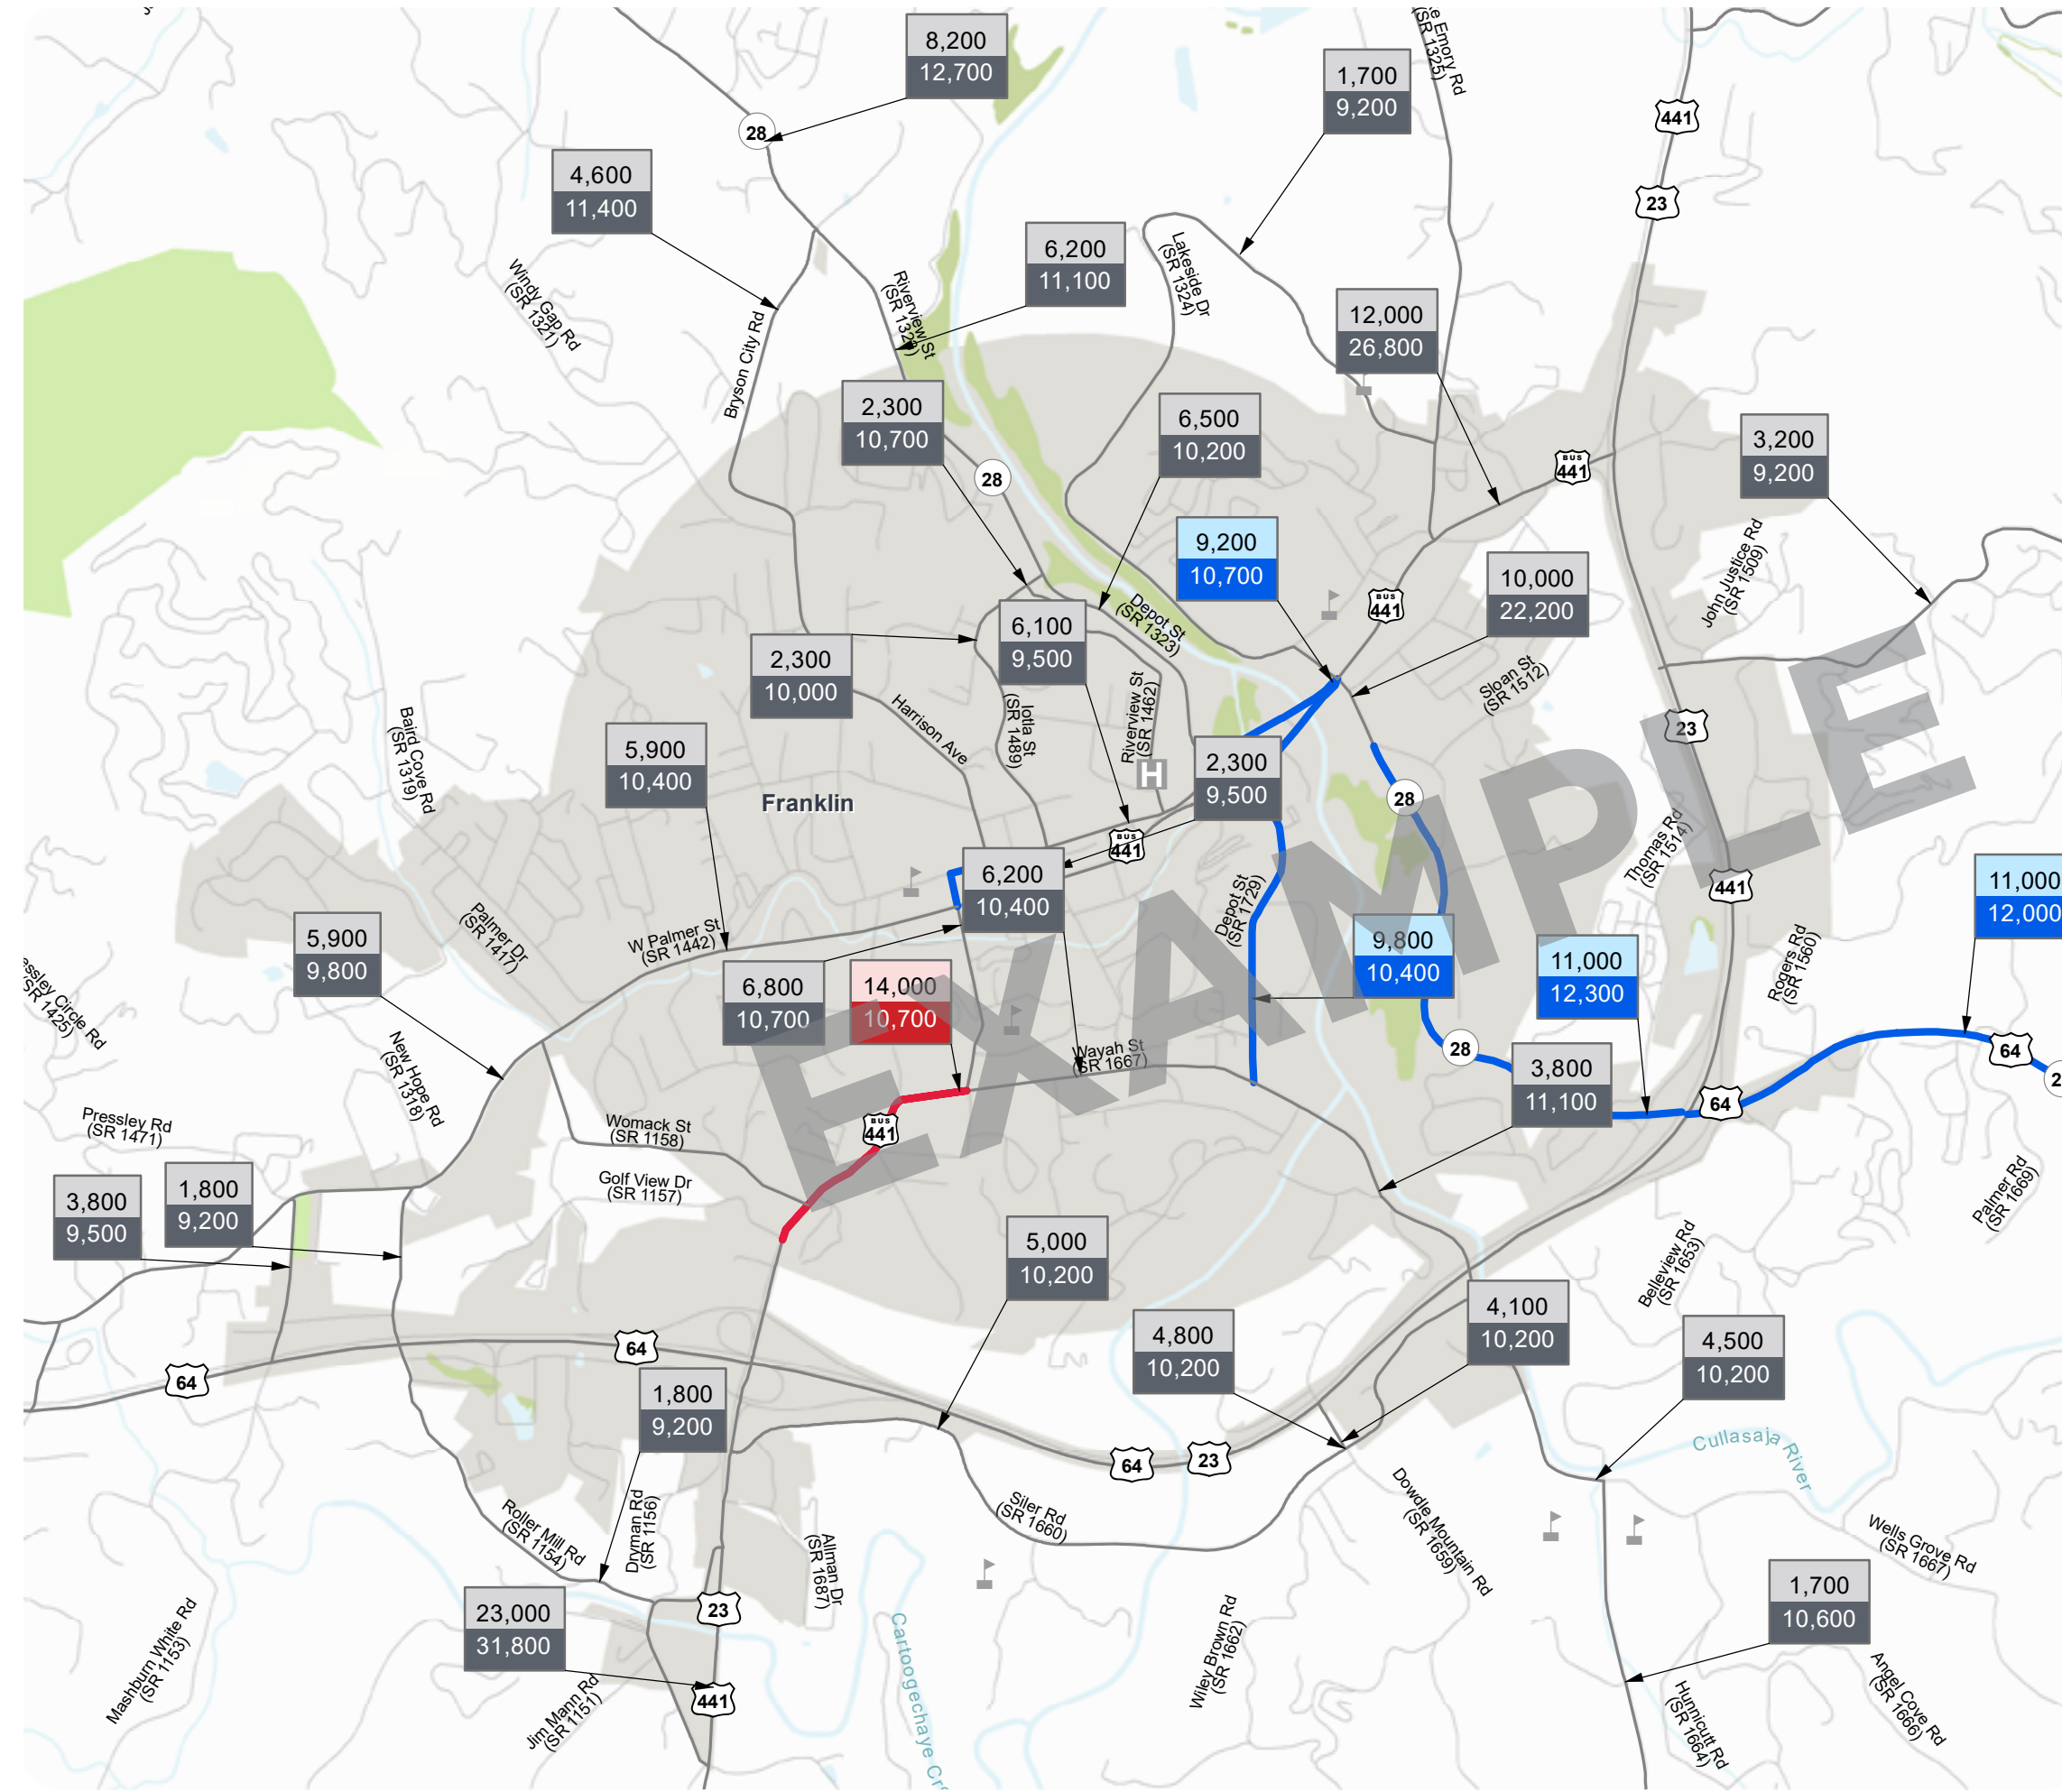 8,200
12,700
1,700
9,200
e Emory Rd
(SR 1325)
441
28
4,600
11,400
23
6,200
11,100
Lakeside Dr
(SR 1324)
Windy Gap Rd
(SR 1321)
Riverview St
12,000
26,800
Bryson City Rd
2,300
10,700
6,500
10,200
3,200
9,200
BUS
441
28
9,200
10,700
John Justice Rd
(SR 1509)
10,000
22,200
BUS
441
Depot St
(SR 1323)
6,100
9,500
2,300
10,000
Sloan St
(SR 1512)
Riverview St
(SR 1462)
Iotla St
(SR 1489)
Harrison Ave
Baird Cove Rd
(SR 1319)
23
5,900
10,400
2,300
9,500
H
Franklin
28
BUS
441
Thomas Rd
(SR 1514)
6,200
10,400
441
11,000
12,000
Depot St
(SR 1729)
Palmer Dr
(SR 1417)
W Palmer St
(SR 1442)
5,900
9,800
9,800
10,400
Rogers Rd
(SR 1560)
11,000
12,300
6,800
10,700
14,000
10,700
EXAMPLE
essley Circle Rd
(SR 1425)
New Hope Rd
(SR 1318)
Wayah St
(SR 1667)
28
64
2
3,800
11,100
64
Pressley Rd
(SR 1471)
Womack St
(SR 1158)
BUS
441
Golf View Dr
(SR 1157)
Palmer Rd
(SR 1669)
3,800
9,500
1,800
9,200
5,000
10,200
Belleview Rd
(SR 1653)
4,100
10,200
4,800
10,200
4,500
10,200
64
64
1,800
9,200
64
23
Cullasaja River
Siler Rd
(SR 1660)
Dowdle Mountain Rd
(SR 1659)
Roller Mill Rd
(SR 1154)
Dryman Rd
(SR 1156)
Allman Dr
(SR 1687)
Wells Grove Rd
(SR 1667)
1,700
10,600
23,000
31,800
23
Mashburn White Rd
(SR 1153)
Cartoogechaye Cre
Wiley Brown Rd
(SR 1662)
Jim Mann Rd
(SR 1151)
441
Hunnicutt Rd
(SR 1664)
Angel Cove Rd
(SR 1666)